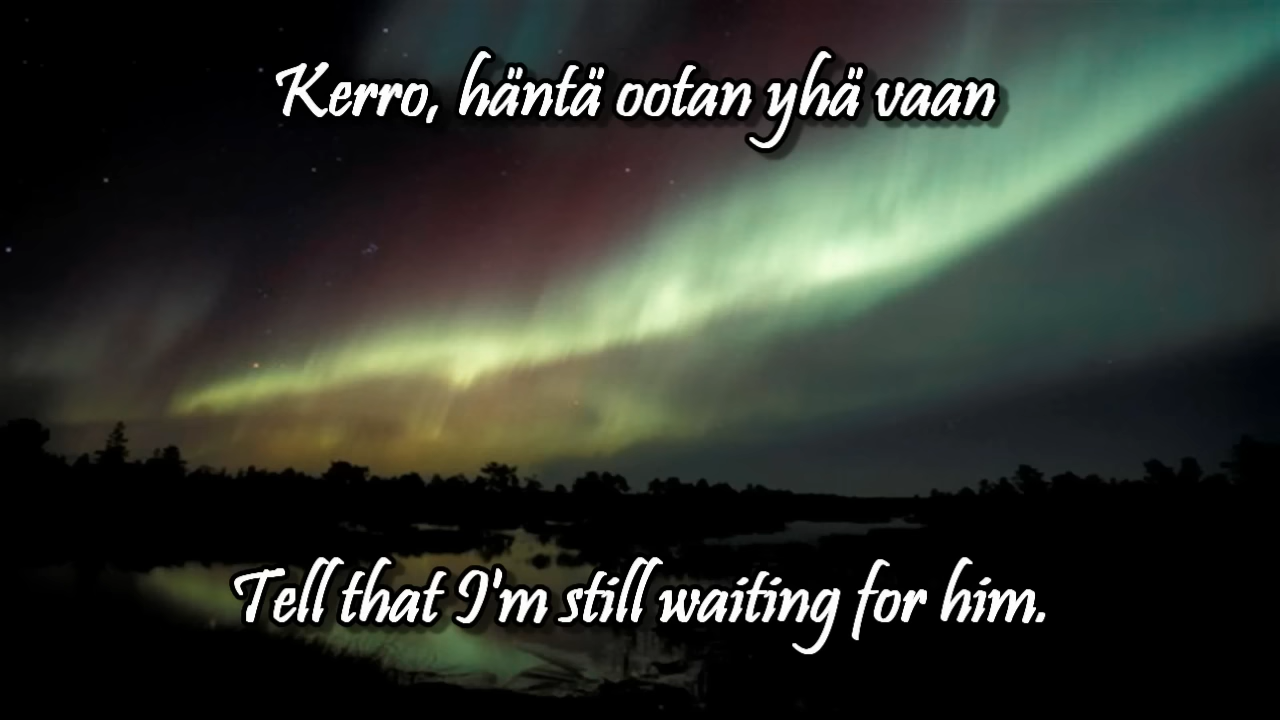 Kerro, häntä ootan yhä vaan
Tell that I'm still waiting for him.